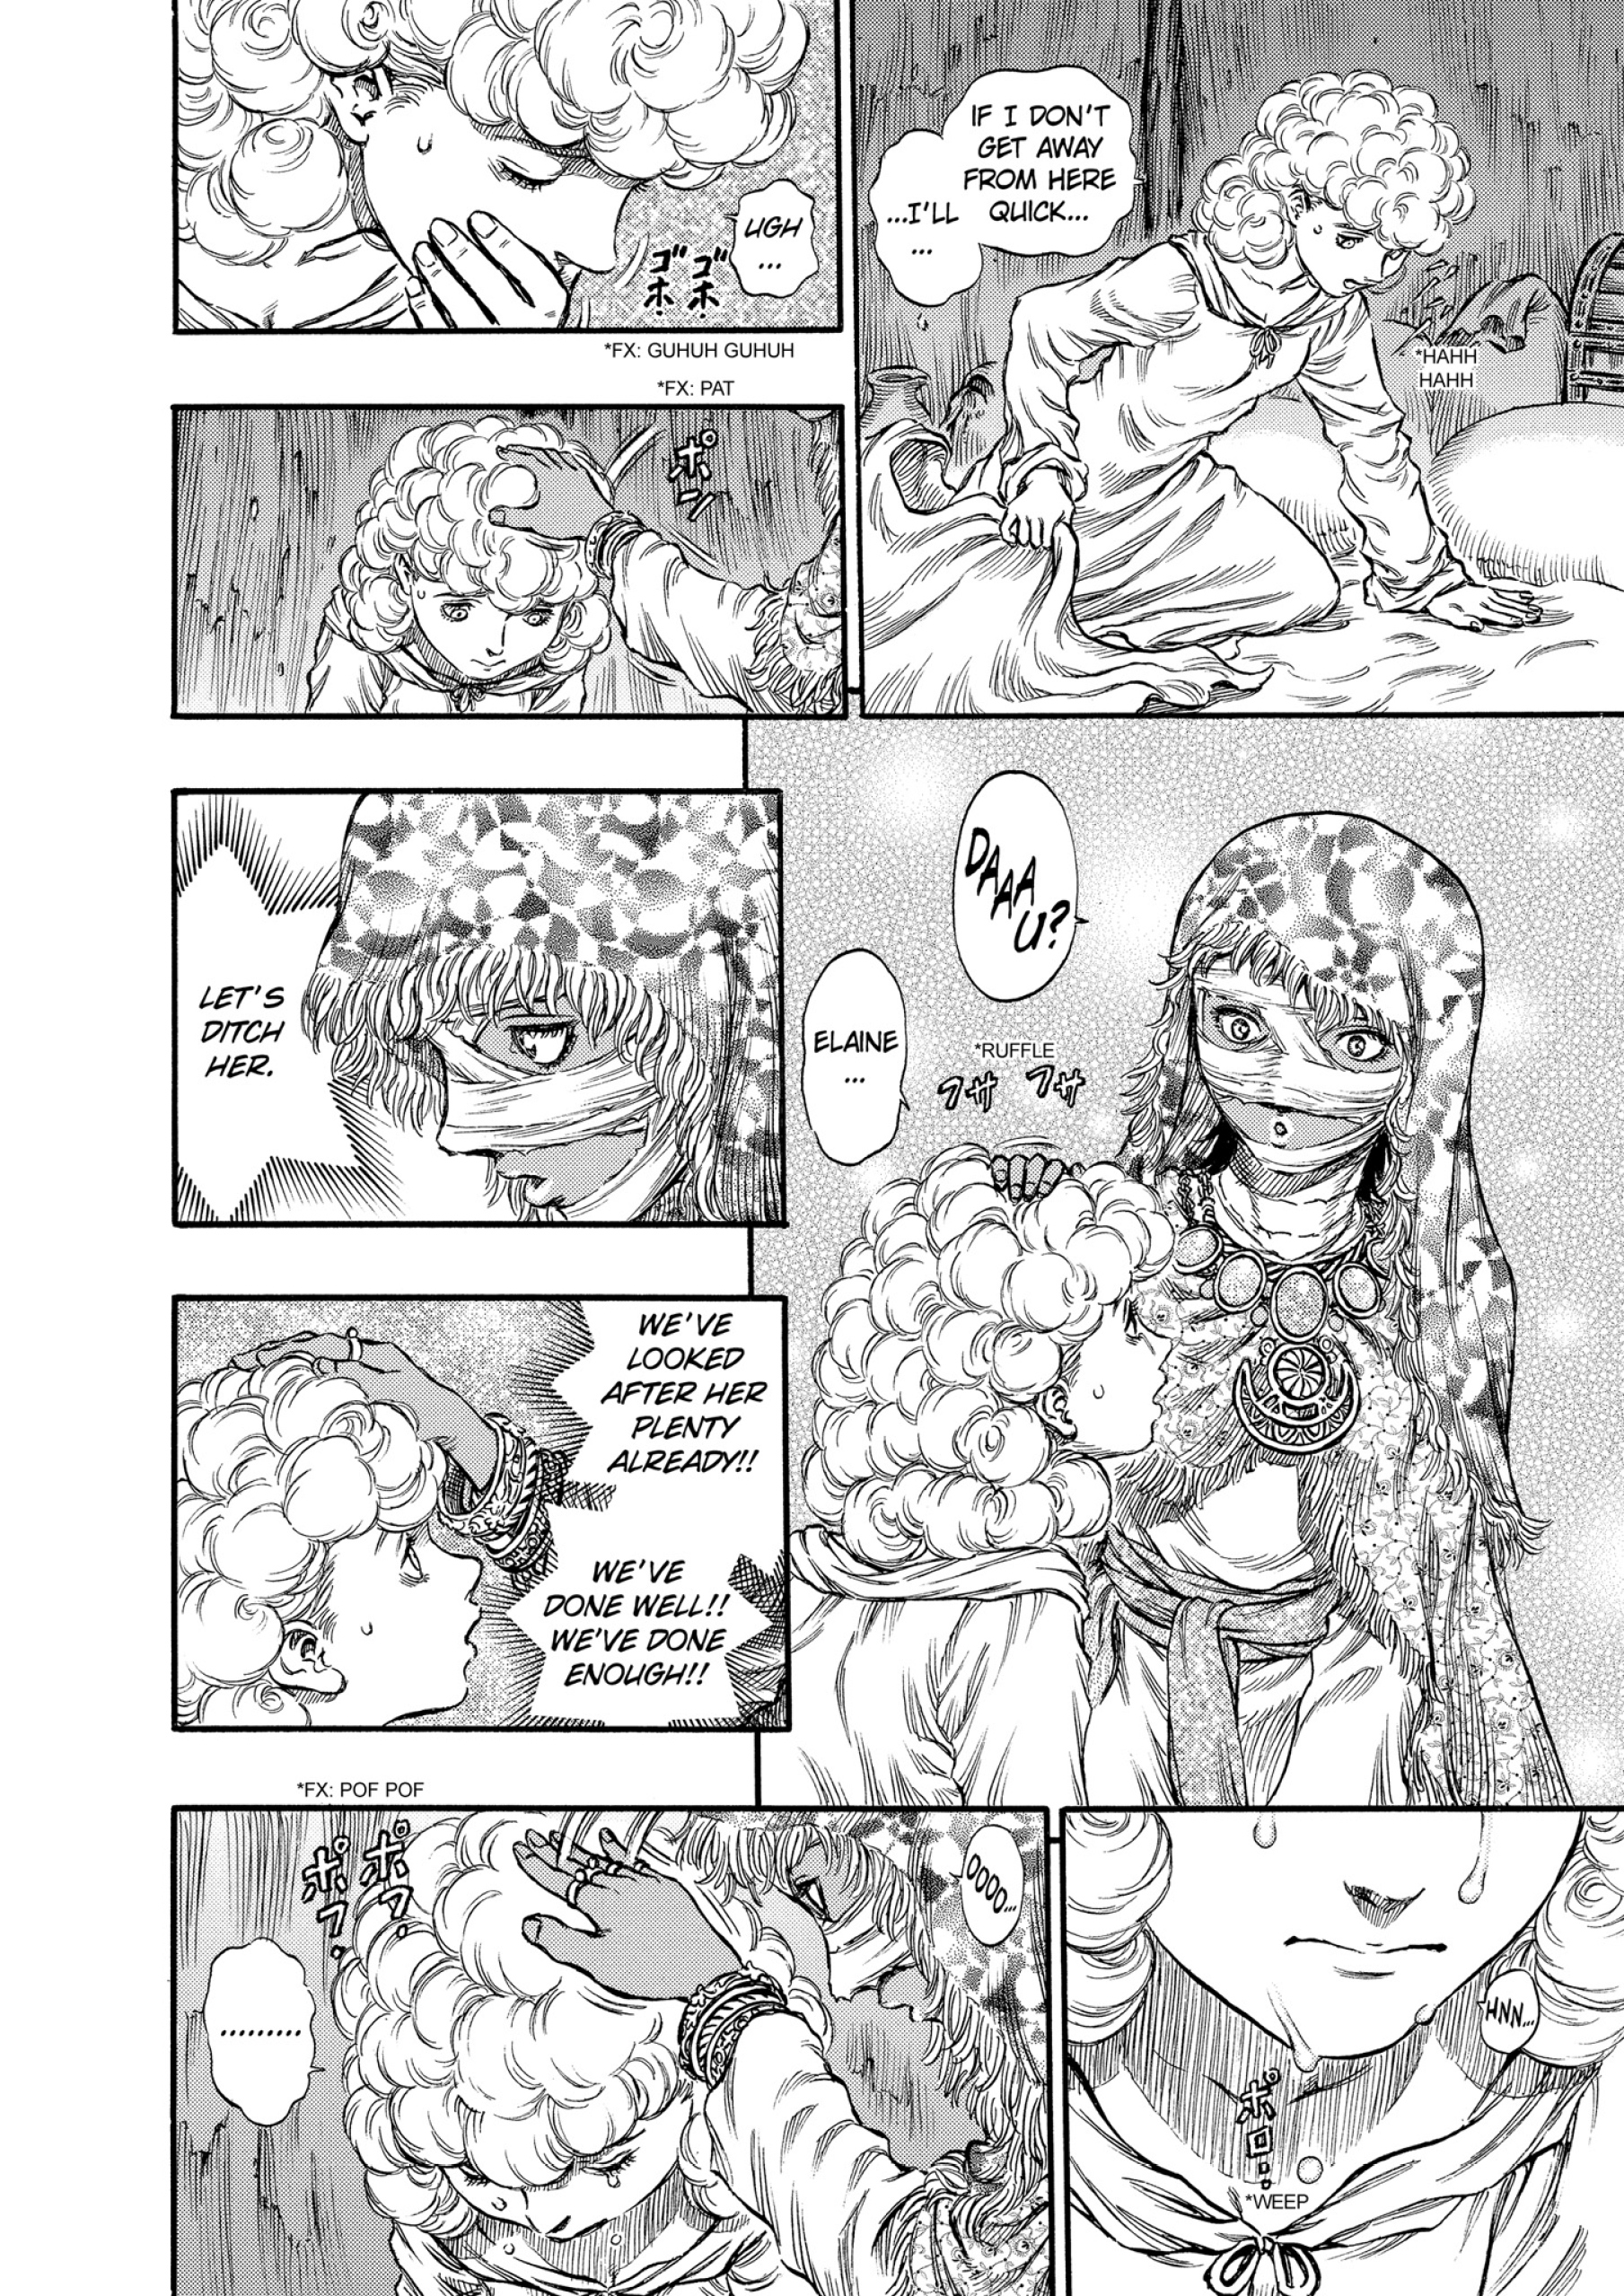 IF I DON'T
GET AWAY
FROM HERE
QUICK...
...I'LL
...
*HAHH
HAHH
UGH
...
ゴホ
ゴホ
*FX: GUHUH GUHUH
*FX: PAT
ポン
DAAA
U?
ELAINE
...
*RUFFLE
フサ フサ
LET'S
DITCH
HER.
WE'VE
LOOKED
AFTER HER
PLENTY
ALREADY!!
WE'VE
DONE WELL!!
WE'VE DONE
ENOUGH!!
HNN...
ポロ..
*WEEP
*FX: POF POF
OOOO...
ポフ.
ポフ.
..........